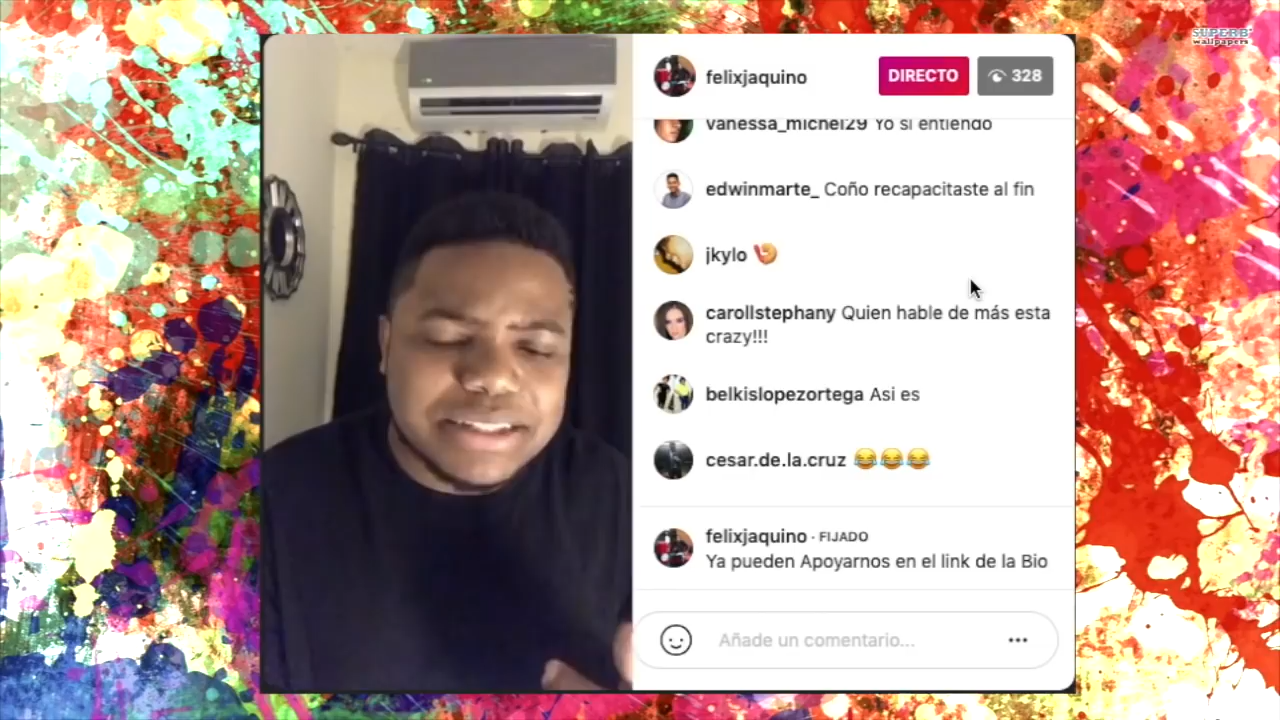 SUPERB
wallpapers
felixjaquino
DIRECTO
328
vanessa_michel29 Yo si entiendo
edwinmarte_ Coño recapacitaste al fin
jkylo
carollstephany Quien hable de más esta
crazy!!!
belkislopezortega Asi es
cesar.de.la.cruz 😂😂😂
felixjaquino · FIJADO
Ya pueden Apoyarnos en el link de la Bio
Añade un comentario...